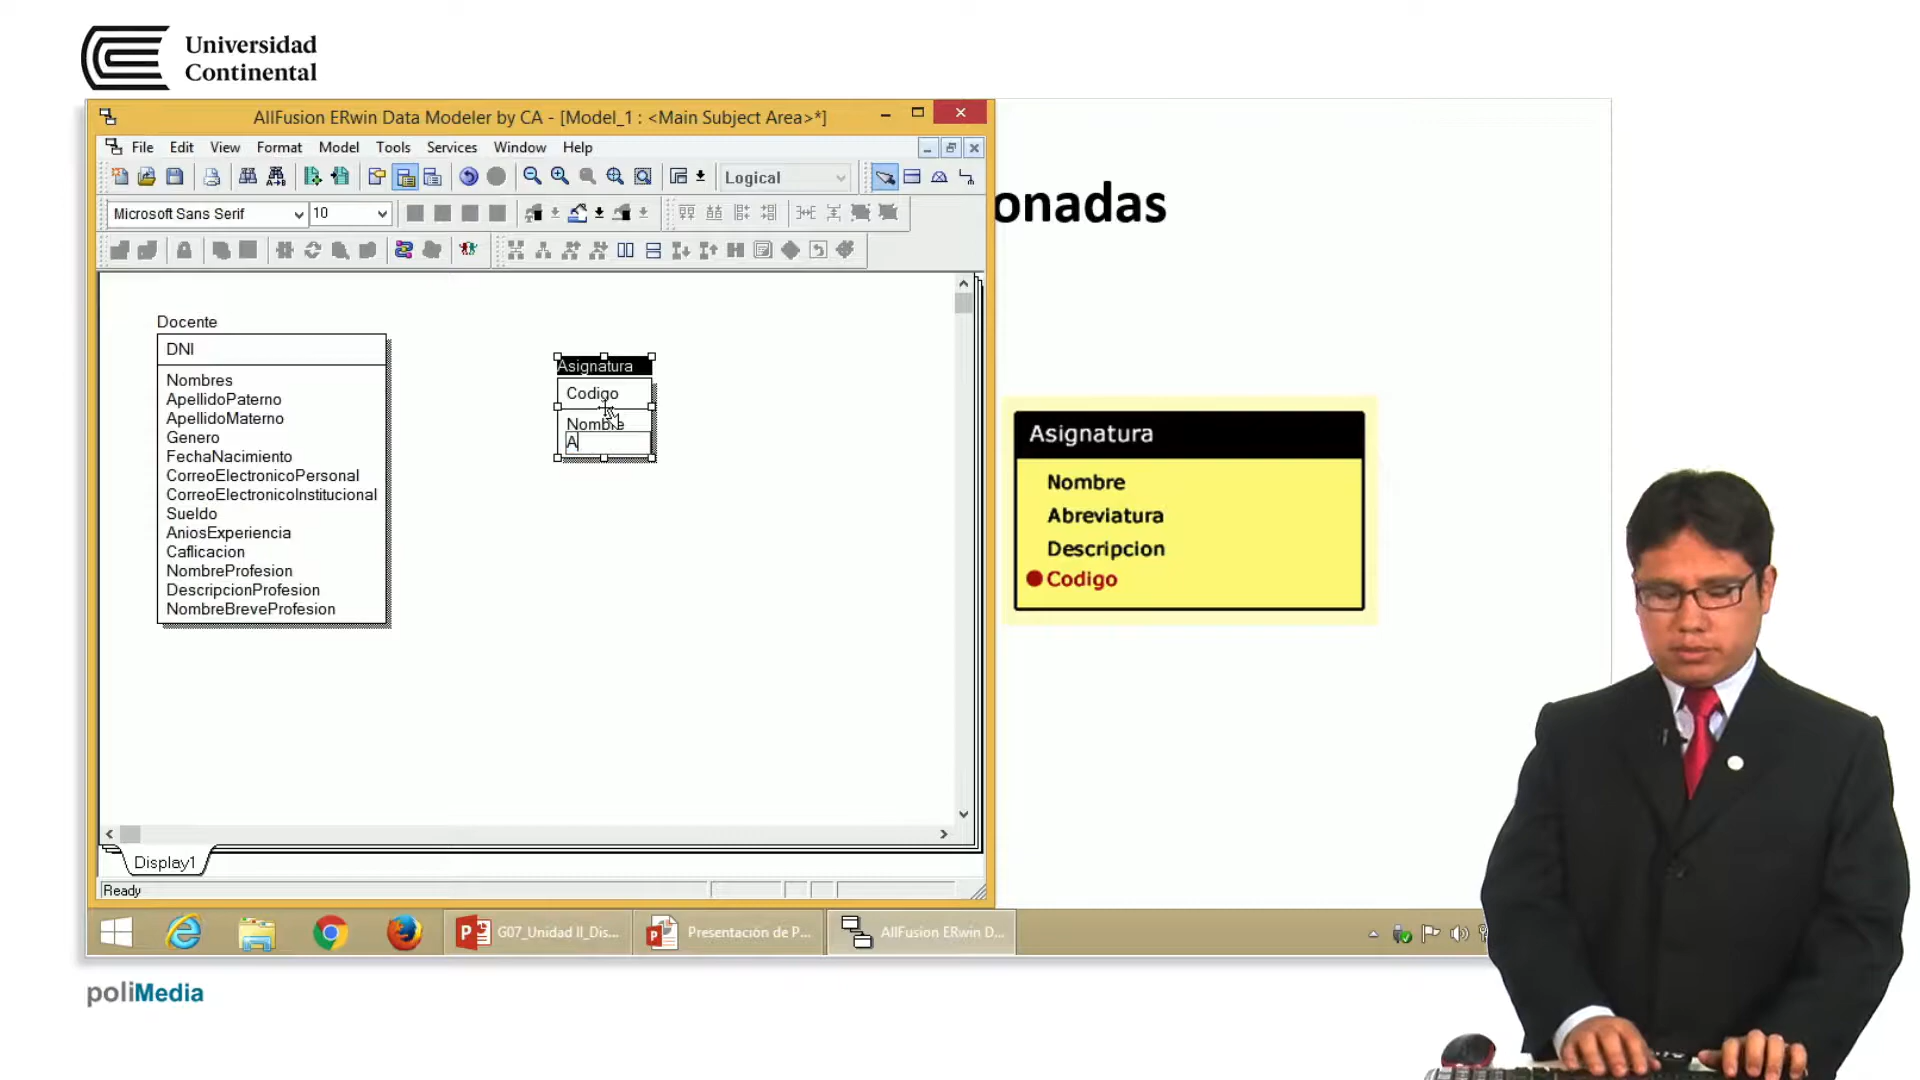 Universidad
Continental
AllFusion ERwin Data Modeler by CA - [Model_1 : <Main Subject Area>*]
File Edit View Format Model Tools Services Window Help
Logical
Microsoft Sans Serif 10
onadas
Docente
DNI
Nombres
ApellidoPaterno
ApellidoMaterno
Genero
FechaNacimiento
CorreoElectronicoPersonal
CorreoElectronicoInstitucional
Sueldo
AniosExperiencia
Caflicacion
NombreProfesion
DescripcionProfesion
NombreBreveProfesion
Asignatura
Codigo
Nombre
A
Asignatura
Nombre
Abreviatura
Descripcion
Codigo
Display1
Ready
G07_Unidad II_Dis...
Presentación de P...
AllFusion ERwin D...
poliMedia